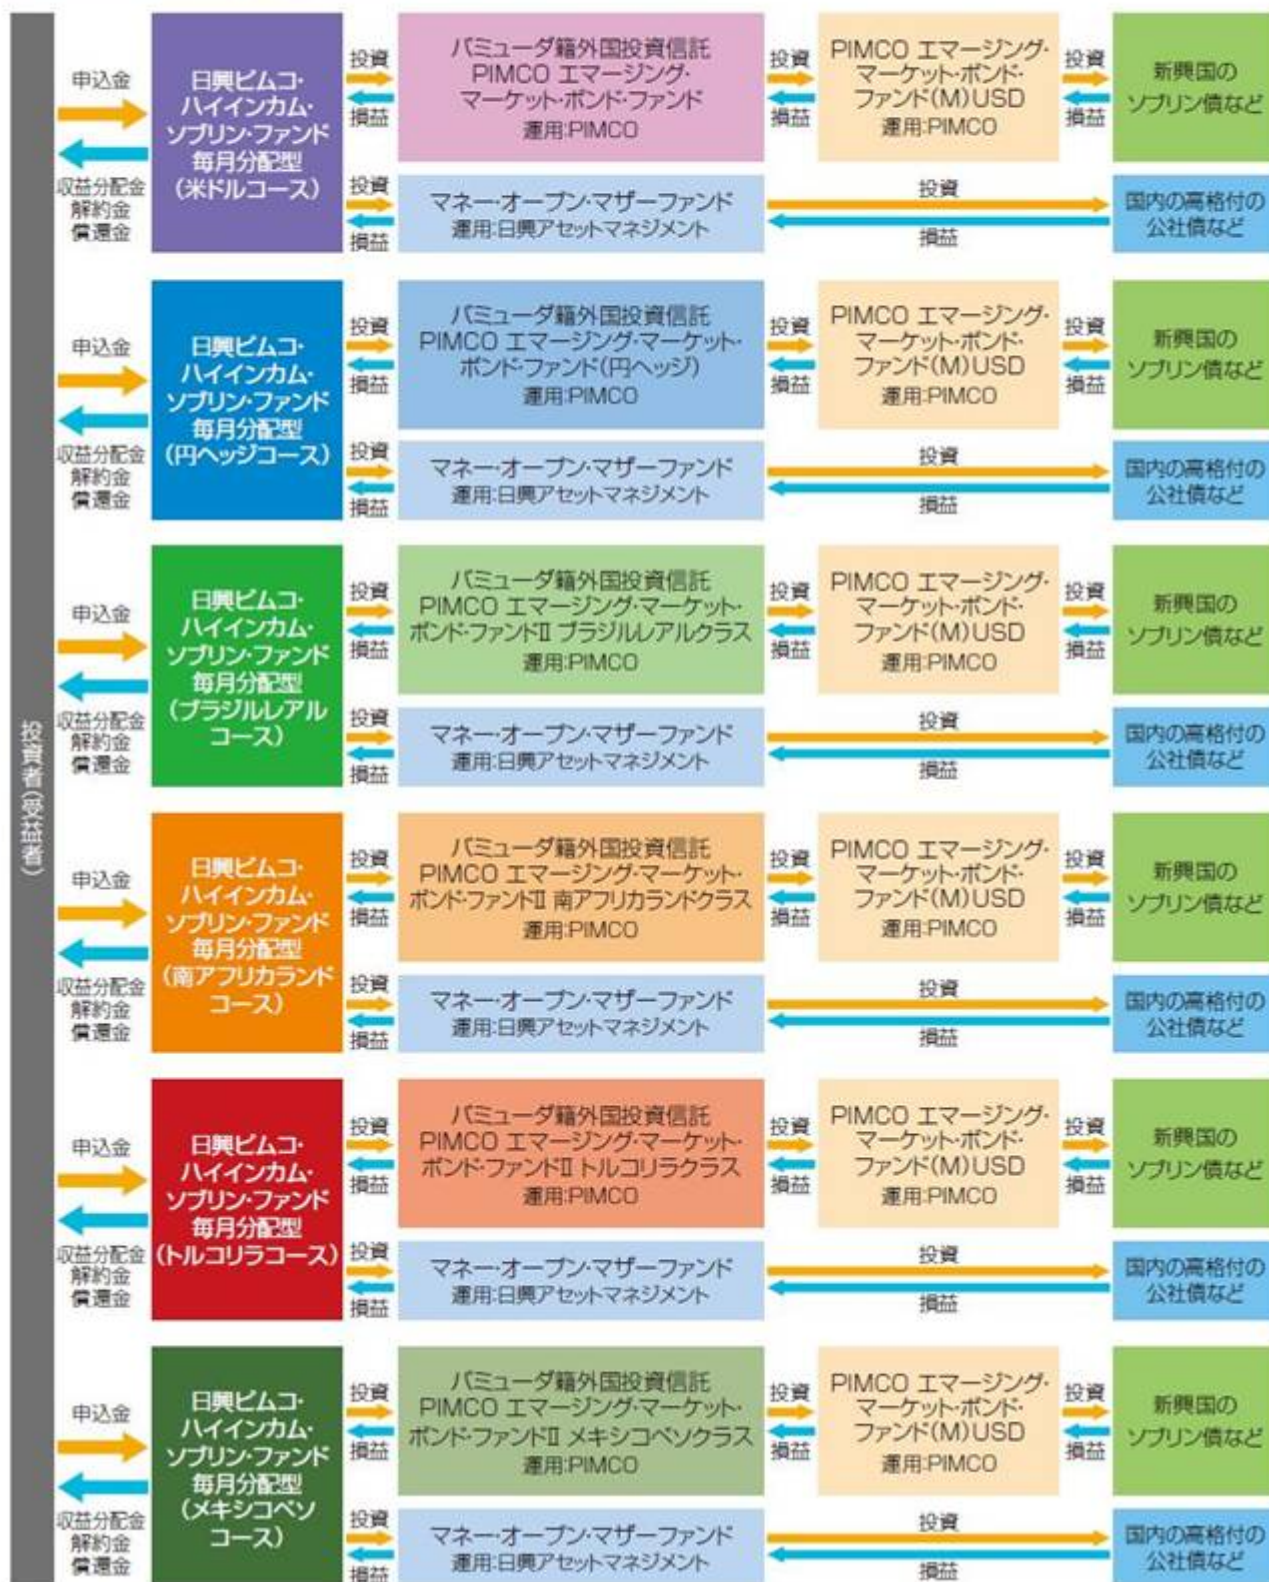 投資者(受益者)
申込金
収益分配金
解約金
償還金
日興ピムコ・
ハイインカム・
ソブリン・ファンド
毎月分配型
(米ドルコース)
投資
損益
バミューダ籍外国投資信託
PIMCO エマージング・
マーケット・ボンド・ファンド
運用:PIMCO
投資
損益
PIMCO エマージング・
マーケット・ボンド・
ファンド(M)USD
運用:PIMCO
投資
損益
新興国の
ソブリン債など
投資
損益
マネー・オープン・マザーファンド
運用:日興アセットマネジメント
投資
損益
国内の高格付の
公社債など
申込金
収益分配金
解約金
償還金
日興ピムコ・
ハイインカム・
ソブリン・ファンド
毎月分配型
(円ヘッジコース)
投資
損益
バミューダ籍外国投資信託
PIMCO エマージング・マーケット・
ボンド・ファンド(円ヘッジ)
運用:PIMCO
投資
損益
PIMCO エマージング・
マーケット・ボンド・
ファンド(M)USD
運用:PIMCO
投資
損益
新興国の
ソブリン債など
投資
損益
マネー・オープン・マザーファンド
運用:日興アセットマネジメント
投資
損益
国内の高格付の
公社債など
申込金
収益分配金
解約金
償還金
日興ピムコ・
ハイインカム・
ソブリン・ファンド
毎月分配型
(ブラジルレアル
コース)
投資
損益
バミューダ籍外国投資信託
PIMCO エマージング・マーケット・
ボンド・ファンドⅡ ブラジルレアルクラス
運用:PIMCO
投資
損益
PIMCO エマージング・
マーケット・ボンド・
ファンド(M)USD
運用:PIMCO
投資
損益
新興国の
ソブリン債など
投資
損益
マネー・オープン・マザーファンド
運用:日興アセットマネジメント
投資
損益
国内の高格付の
公社債など
申込金
収益分配金
解約金
償還金
日興ピムコ・
ハイインカム・
ソブリン・ファンド
毎月分配型
(南アフリカランド
コース)
投資
損益
バミューダ籍外国投資信託
PIMCO エマージング・マーケット・
ボンド・ファンドⅡ 南アフリカランドクラス
運用:PIMCO
投資
損益
PIMCO エマージング・
マーケット・ボンド・
ファンド(M)USD
運用:PIMCO
投資
損益
新興国の
ソブリン債など
投資
損益
マネー・オープン・マザーファンド
運用:日興アセットマネジメント
投資
損益
国内の高格付の
公社債など
申込金
収益分配金
解約金
償還金
日興ピムコ・
ハイインカム・
ソブリン・ファンド
毎月分配型
(トルコリラコース)
投資
損益
バミューダ籍外国投資信託
PIMCO エマージング・マーケット・
ボンド・ファンドⅡ トルコリラクラス
運用:PIMCO
投資
損益
PIMCO エマージング・
マーケット・ボンド・
ファンド(M)USD
運用:PIMCO
投資
損益
新興国の
ソブリン債など
投資
損益
マネー・オープン・マザーファンド
運用:日興アセットマネジメント
投資
損益
国内の高格付の
公社債など
申込金
収益分配金
解約金
償還金
日興ピムコ・
ハイインカム・
ソブリン・ファンド
毎月分配型
(メキシコペソ
コース)
投資
損益
バミューダ籍外国投資信託
PIMCO エマージング・マーケット・
ボンド・ファンドⅡ メキシコペソクラス
運用:PIMCO
投資
損益
PIMCO エマージング・
マーケット・ボンド・
ファンド(M)USD
運用:PIMCO
投資
損益
新興国の
ソブリン債など
投資
損益
マネー・オープン・マザーファンド
運用:日興アセットマネジメント
投資
損益
国内の高格付の
公社債など